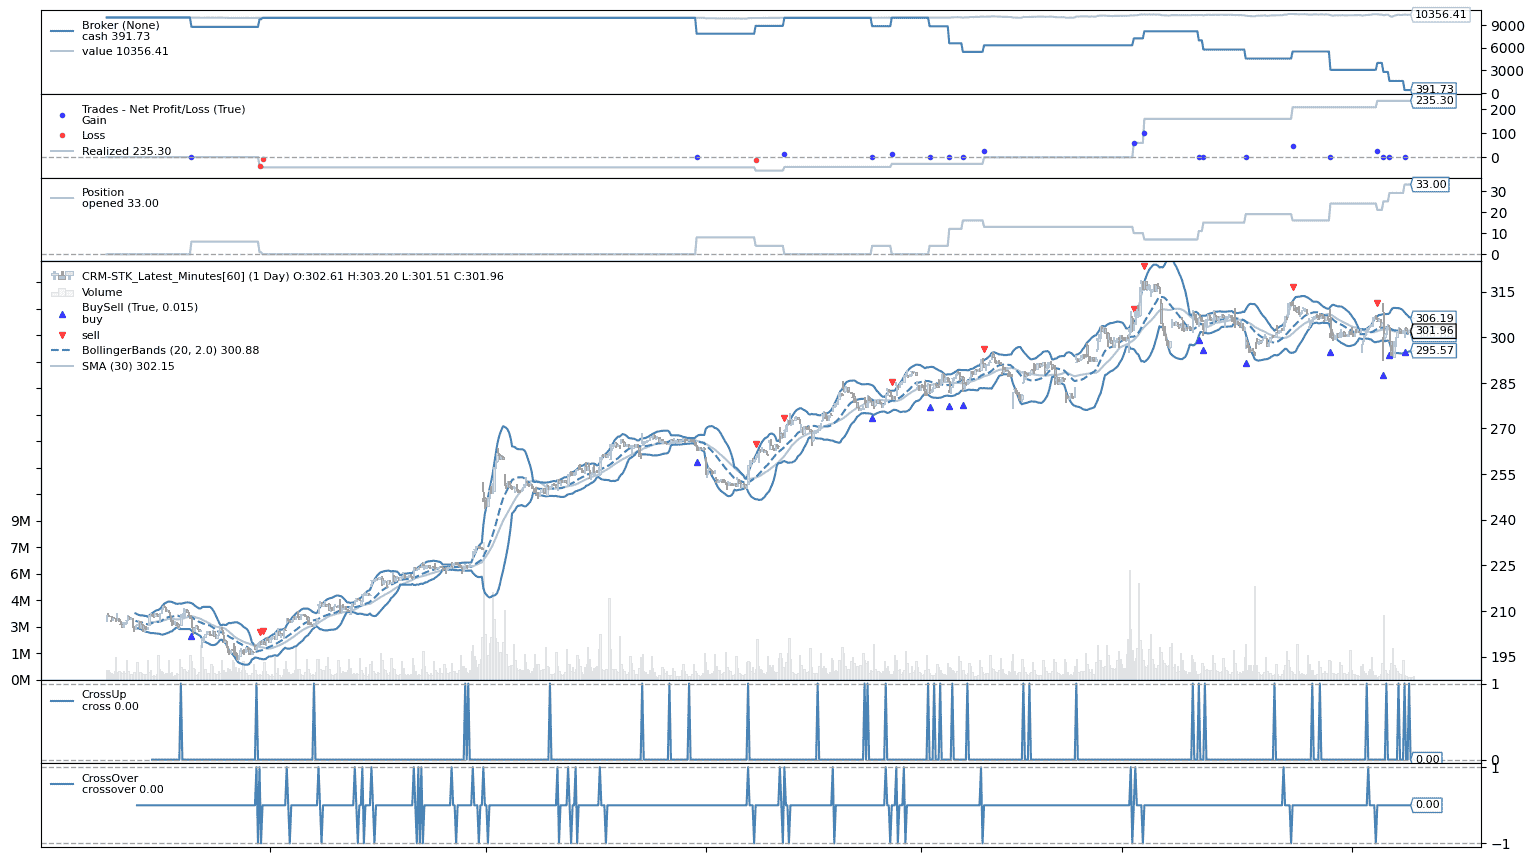 Broker (None)
cash 391.73
value 10356.41
10356.41
9000
6000
3000
0
391.73
Trades - Net Profit/Loss (True)
Gain
Loss
Realized 235.30
235.30
200
100
0
Position
opened 33.00
33.00
30
20
10
0
CRM-STK_Latest_Minutes[60] (1 Day) O:302.61 H:303.20 L:301.51 C:301.96
Volume
BuySell (True, 0.015)
buy
sell
BollingerBands (20, 2.0) 300.88
SMA (30) 302.15
315
306.19
301.96
300
295.57
285
270
255
240
225
210
195
9M
7M
6M
4M
3M
1M
0M
CrossUp
cross 0.00
1
0
0.00
CrossOver
crossover 0.00
1
0.00
−1